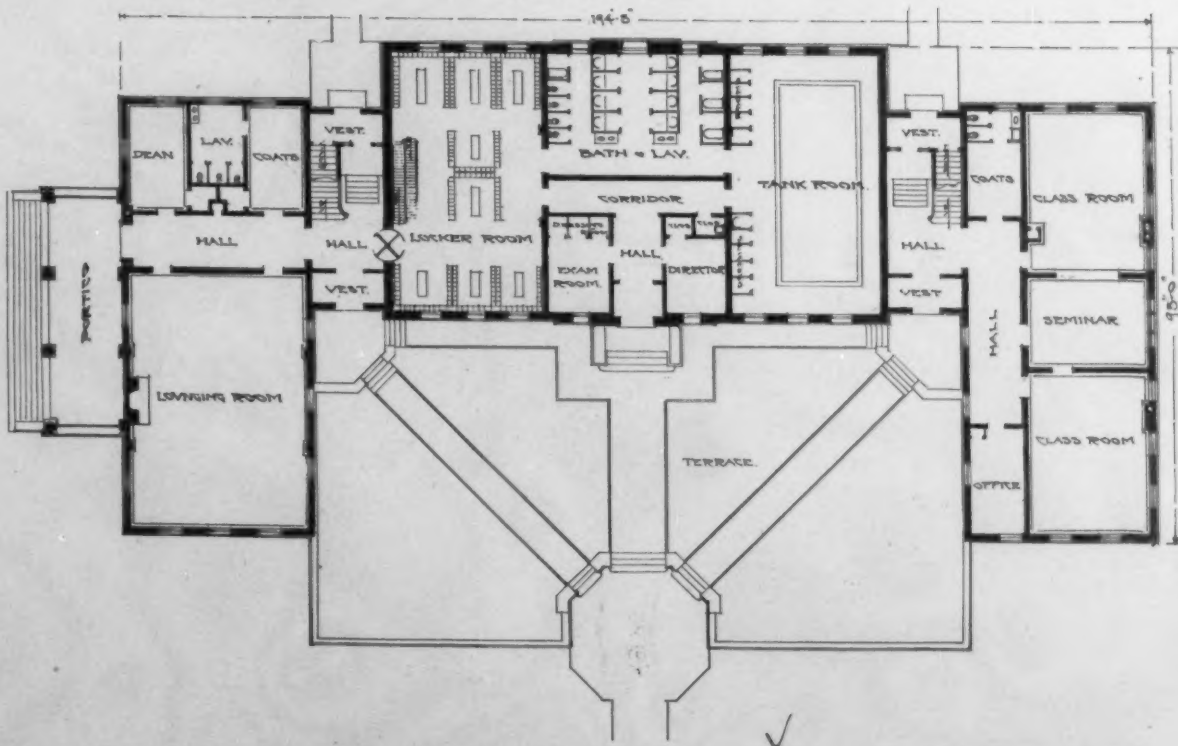 194'-5"
VEST.
LAV.
DEAN
COATS
BATH & LAV.
TANK ROOM.
VEST.
COATS
CLASS ROOM
CORRIDOR
HALL
HALL
LOCKER ROOM
HALL
HALL
PORTICO
VEST.
EXAM
ROOM.
DIRECTOR
VEST
HALL
SEMINAR
95'-0"
LOUNGING ROOM
TERRACE.
CLASS ROOM
OFFICE